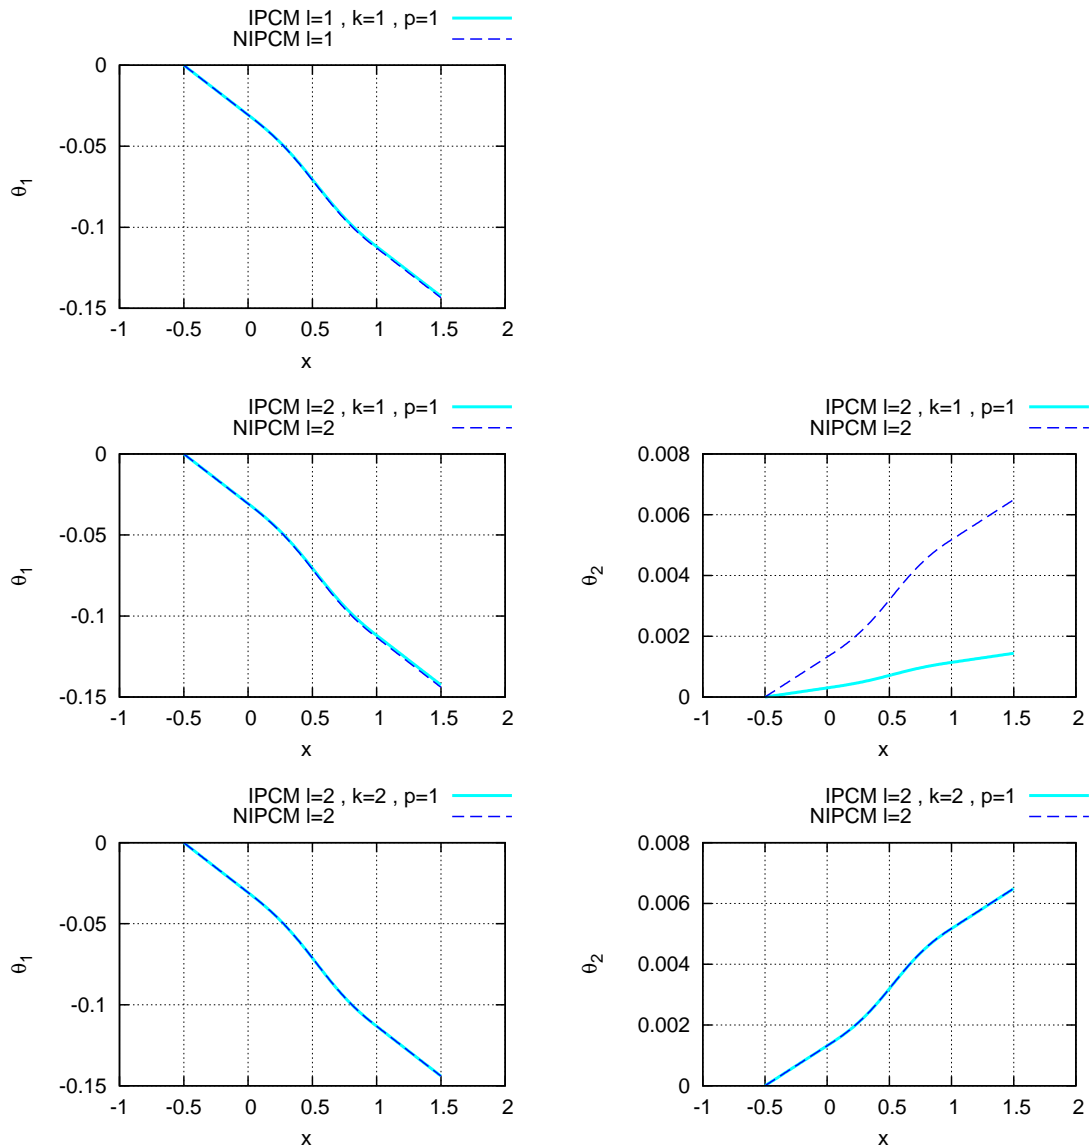 IPCM l=1 , k=1 , p=1
NIPCM l=1
0
-0.05
-0.1
-0.15
-1 -0.5 0 0.5 1 1.5 2
θ1
x
IPCM l=2 , k=1 , p=1
NIPCM l=2
0
-0.05
-0.1
-0.15
-1 -0.5 0 0.5 1 1.5 2
θ1
x
IPCM l=2 , k=1 , p=1
NIPCM l=2
0.008
0.006
0.004
0.002
0
-1 -0.5 0 0.5 1 1.5 2
θ2
x
IPCM l=2 , k=2 , p=1
NIPCM l=2
0
-0.05
-0.1
-0.15
-1 -0.5 0 0.5 1 1.5 2
θ1
x
IPCM l=2 , k=2 , p=1
NIPCM l=2
0.008
0.006
0.004
0.002
0
-1 -0.5 0 0.5 1 1.5 2
θ2
x